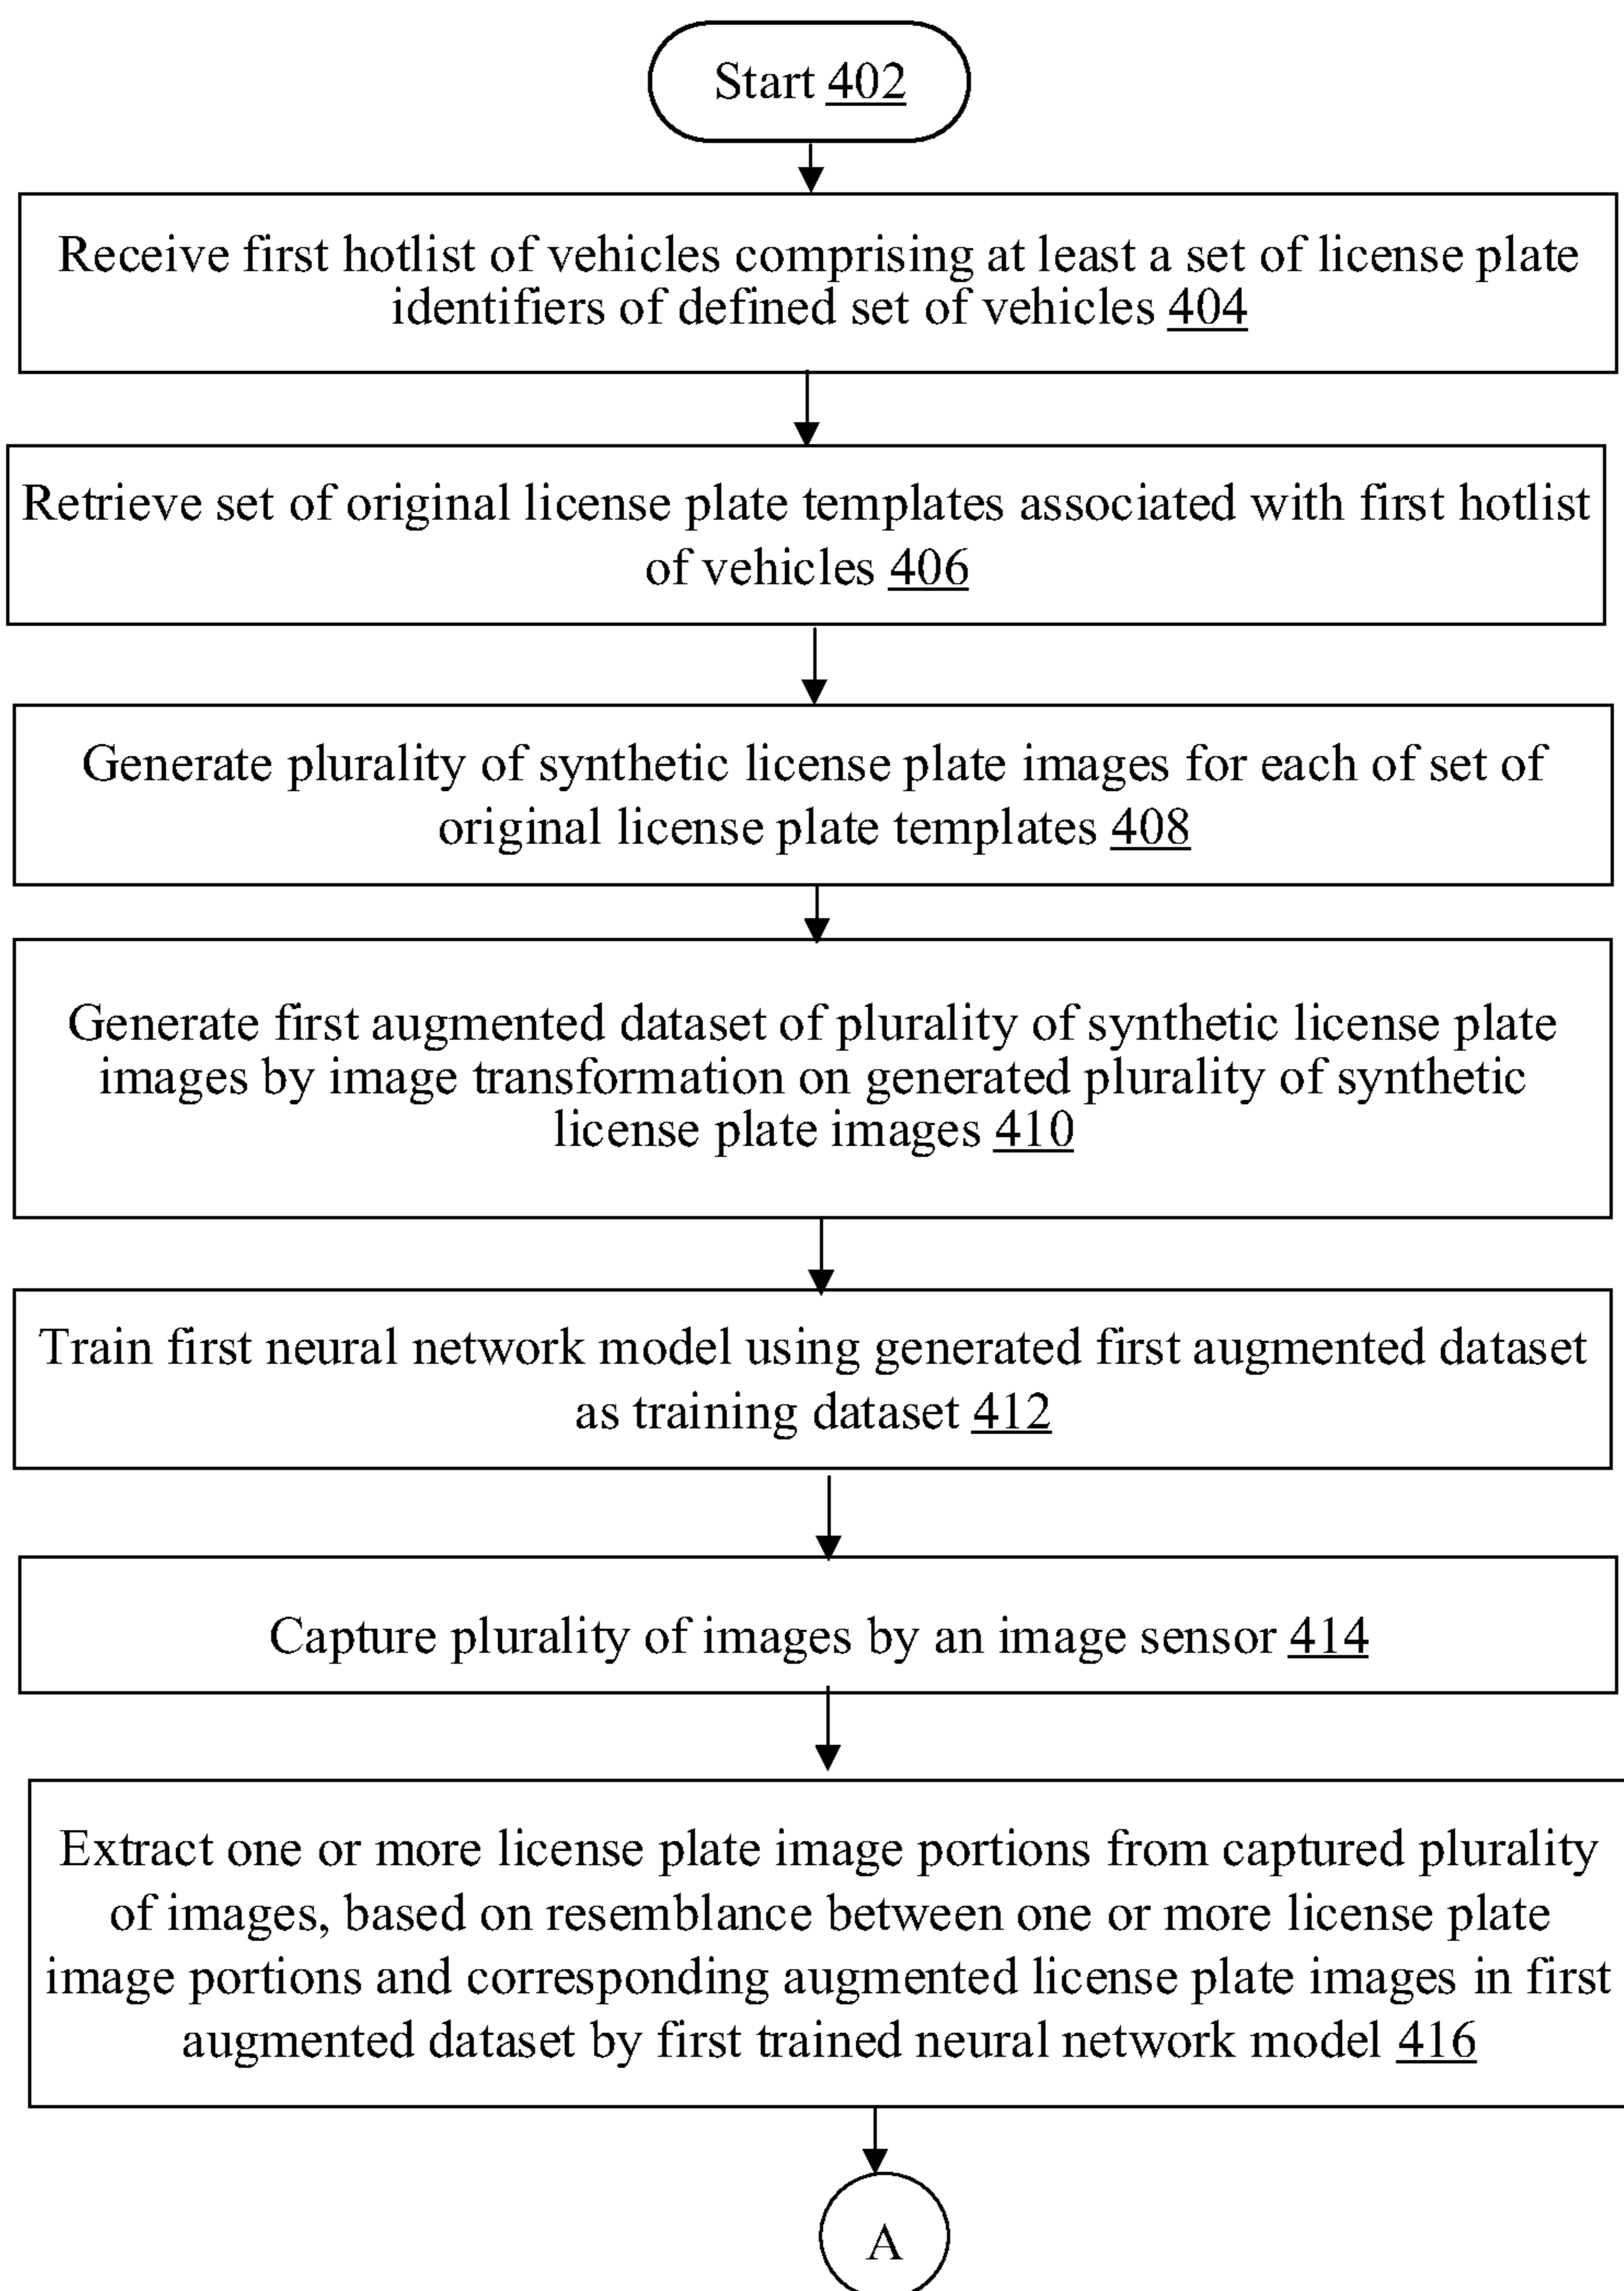 Start 402
Receive first hotlist of vehicles comprising at least a set of license plate
identifiers of defined set of vehicles 404
Retrieve set of original license plate templates associated with first hotlist
of vehicles 406
Generate plurality of synthetic license plate images for each of set of
original license plate templates 408
Generate first augmented dataset of plurality of synthetic license plate
images by image transformation on generated plurality of synthetic
license plate images 410
Train first neural network model using generated first augmented dataset
as training dataset 412
Capture plurality of images by an image sensor 414
Extract one or more license plate image portions from captured plurality
of images, based on resemblance between one or more license plate
image portions and corresponding augmented license plate images in first
augmented dataset by first trained neural network model 416
A